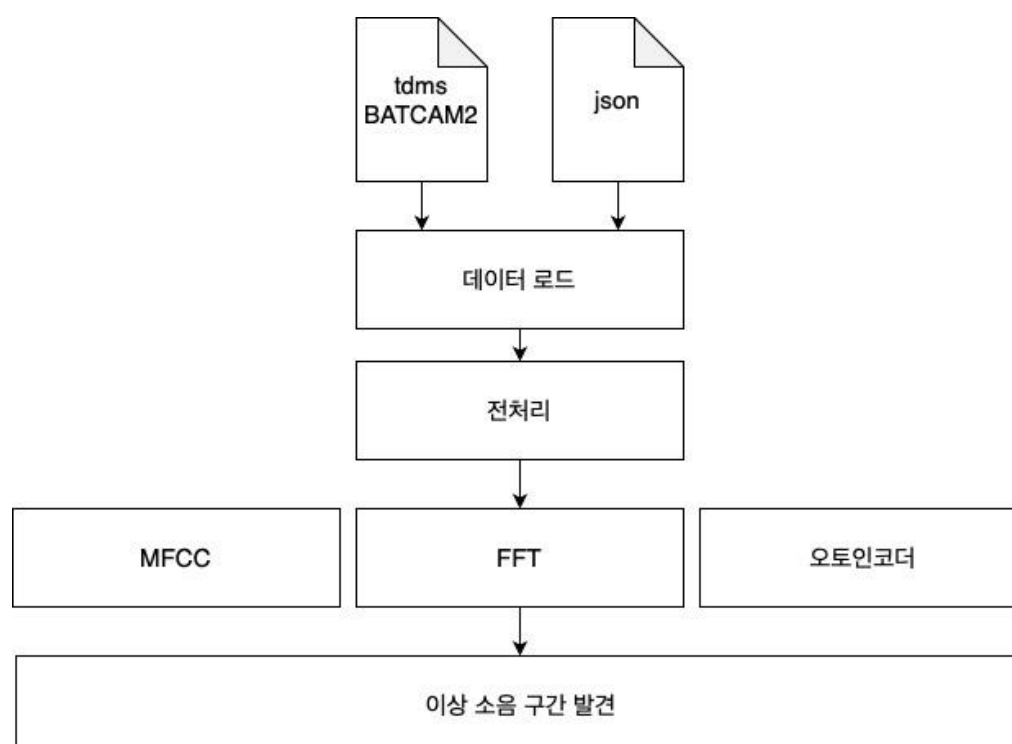 tdms
BATCAM2
json
데이터 로드
전처리
MFCC
FFT
오토인코더
이상 소음 구간 발견